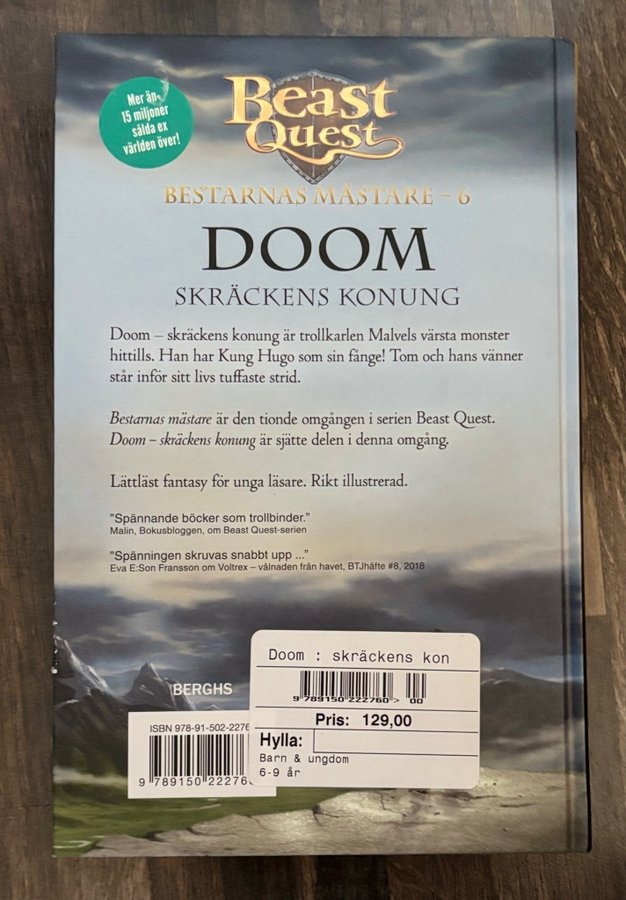 Mer än
15 miljoner
sålda ex
världen över!
Beast
Quest
BESTARNAS MÄSTARE – 6
DOOM
SKRÄCKENS KONUNG
Doom – skräckens konung är trollkarlen Malvels värsta monster
hittills. Han har Kung Hugo som sin fånge! Tom och hans vänner
står inför sitt livs tuffaste strid.
Bestarnas mästare är den tionde omgången i serien Beast Quest.
Doom – skräckens konung är sjätte delen i denna omgång.
Lättläst fantasy för unga läsare. Rikt illustrerad.
"Spännande böcker som trollbinder."
Malin, Bokusbloggen, om Beast Quest-serien
"Spänningen skruvas snabbt upp ..."
Eva E:Son Fransson om Voltrex – vålnaden från havet, BTJhäfte #8, 2018
BERGHS
ISBN 978-91-502-2276
9 789150 222760
Doom : skräckens kon
9 789150 222760> 00
Pris: 129,00
Hylla:
Barn & ungdom
6-9 år